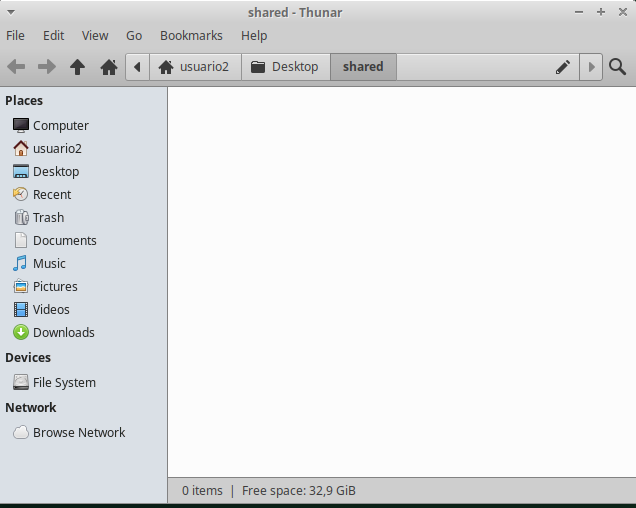 shared - Thunar
File Edit View Go Bookmarks Help
usuario2 Desktop shared
Places
Computer
usuario2
Desktop
Recent
Trash
Documents
Music
Pictures
Videos
Downloads
Devices
File System
Network
Browse Network
0 items | Free space: 32,9 GiB